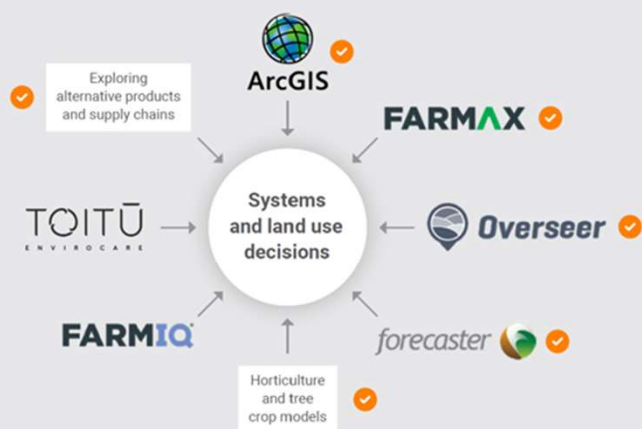 ArcGIS
Exploring
alternative products
and supply chains
FARMAX
Systems
and land use
decisions
TOITŪ
ENVIROCARE
Overseer
FARMIQ
forecaster
Horticulture
and tree
crop models